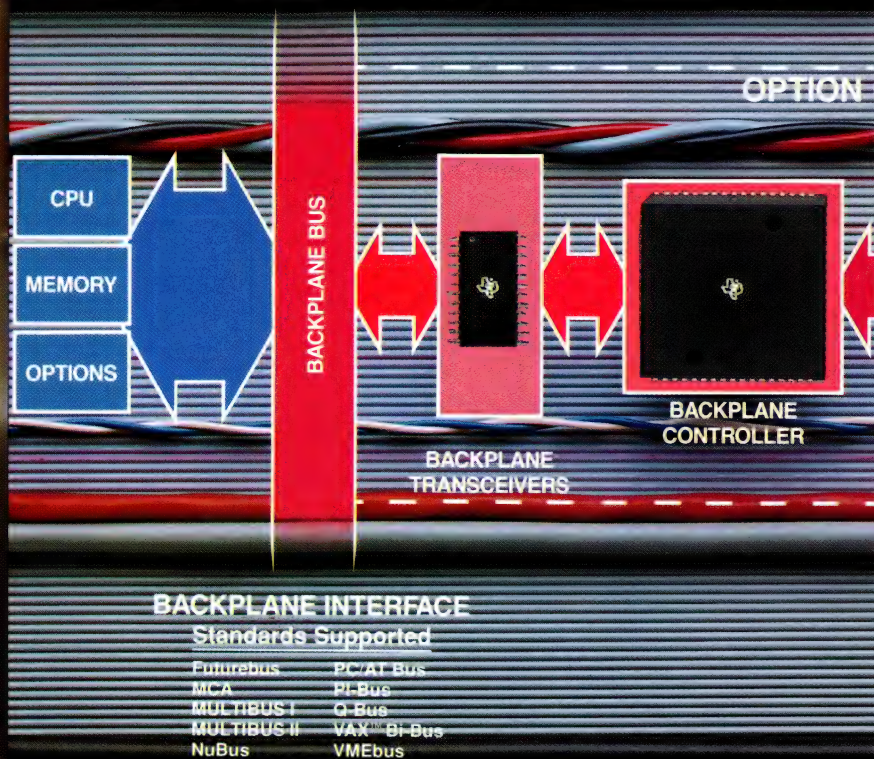 OPTION
CPU
MEMORY
OPTIONS
BACKPLANE BUS
BACKPLANE
TRANSCEIVERS
BACKPLANE
CONTROLLER
BACKPLANE INTERFACE
Standards Supported
Futurebus PC/AT Bus
MCA PI-Bus
MULTIBUS I Q-Bus
MULTIBUS II VAX™ Bi-Bus
NuBus VMEbus